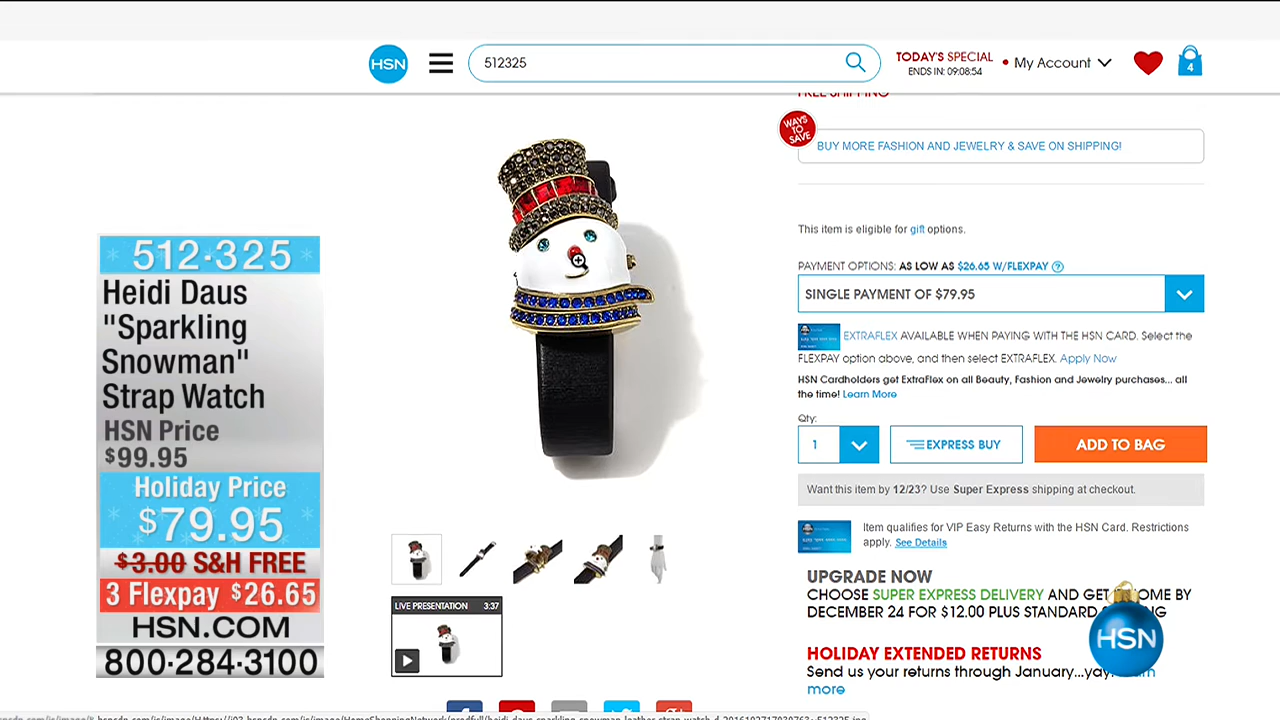 HSN
512325
TODAY'S SPECIAL
ENDS IN: 09:08:54
My Account
4
FREE SHIPPING
WAYS TO SAVE
BUY MORE FASHION AND JEWELRY & SAVE ON SHIPPING!
This item is eligible for gift options.
PAYMENT OPTIONS: AS LOW AS $26.65 W/FLEXPAY ?
SINGLE PAYMENT OF $79.95
EXTRAFLEX AVAILABLE WHEN PAYING WITH THE HSN CARD. Select the
FLEXPAY option above, and then select EXTRAFLEX. Apply Now
HSN Cardholders get ExtraFlex on all Beauty, Fashion and Jewelry purchases... all
the time! Learn More
Qty:
1
EXPRESS BUY
ADD TO BAG
Want this item by 12/23? Use Super Express shipping at checkout.
Item qualifies for VIP Easy Returns with the HSN Card. Restrictions
apply. See Details
UPGRADE NOW
CHOOSE SUPER EXPRESS DELIVERY AND GET BY
DECEMBER 24 FOR $12.00 PLUS STANDARD
HSN
HOLIDAY EXTENDED RETURNS
Send us your returns through January...yay!
more
512-325
Heidi Daus
"Sparkling
Snowman"
Strap Watch
HSN Price
$99.95
Holiday Price
$79.95
$3.00 S&H FREE
3 Flexpay $26.65
HSN.COM
800-284-3100
LIVE PRESENTATION 3:37